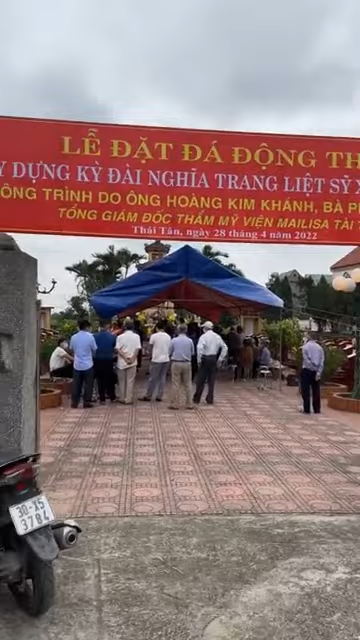 LỄ ĐẶT ĐÁ ĐỘNG TH
Y DỰNG KỲ ĐÀI NGHĨA TRANG LIỆT SỸ X
ÔNG TRÌNH DO ÔNG HOÀNG KIM KHÁNH, BÀ PH
TỔNG GIÁM ĐỐC THẨM MỸ VIỆN MAILISA TÀI T
Thái Tân, ngày 28 tháng 4 năm 2022
30-15
3784